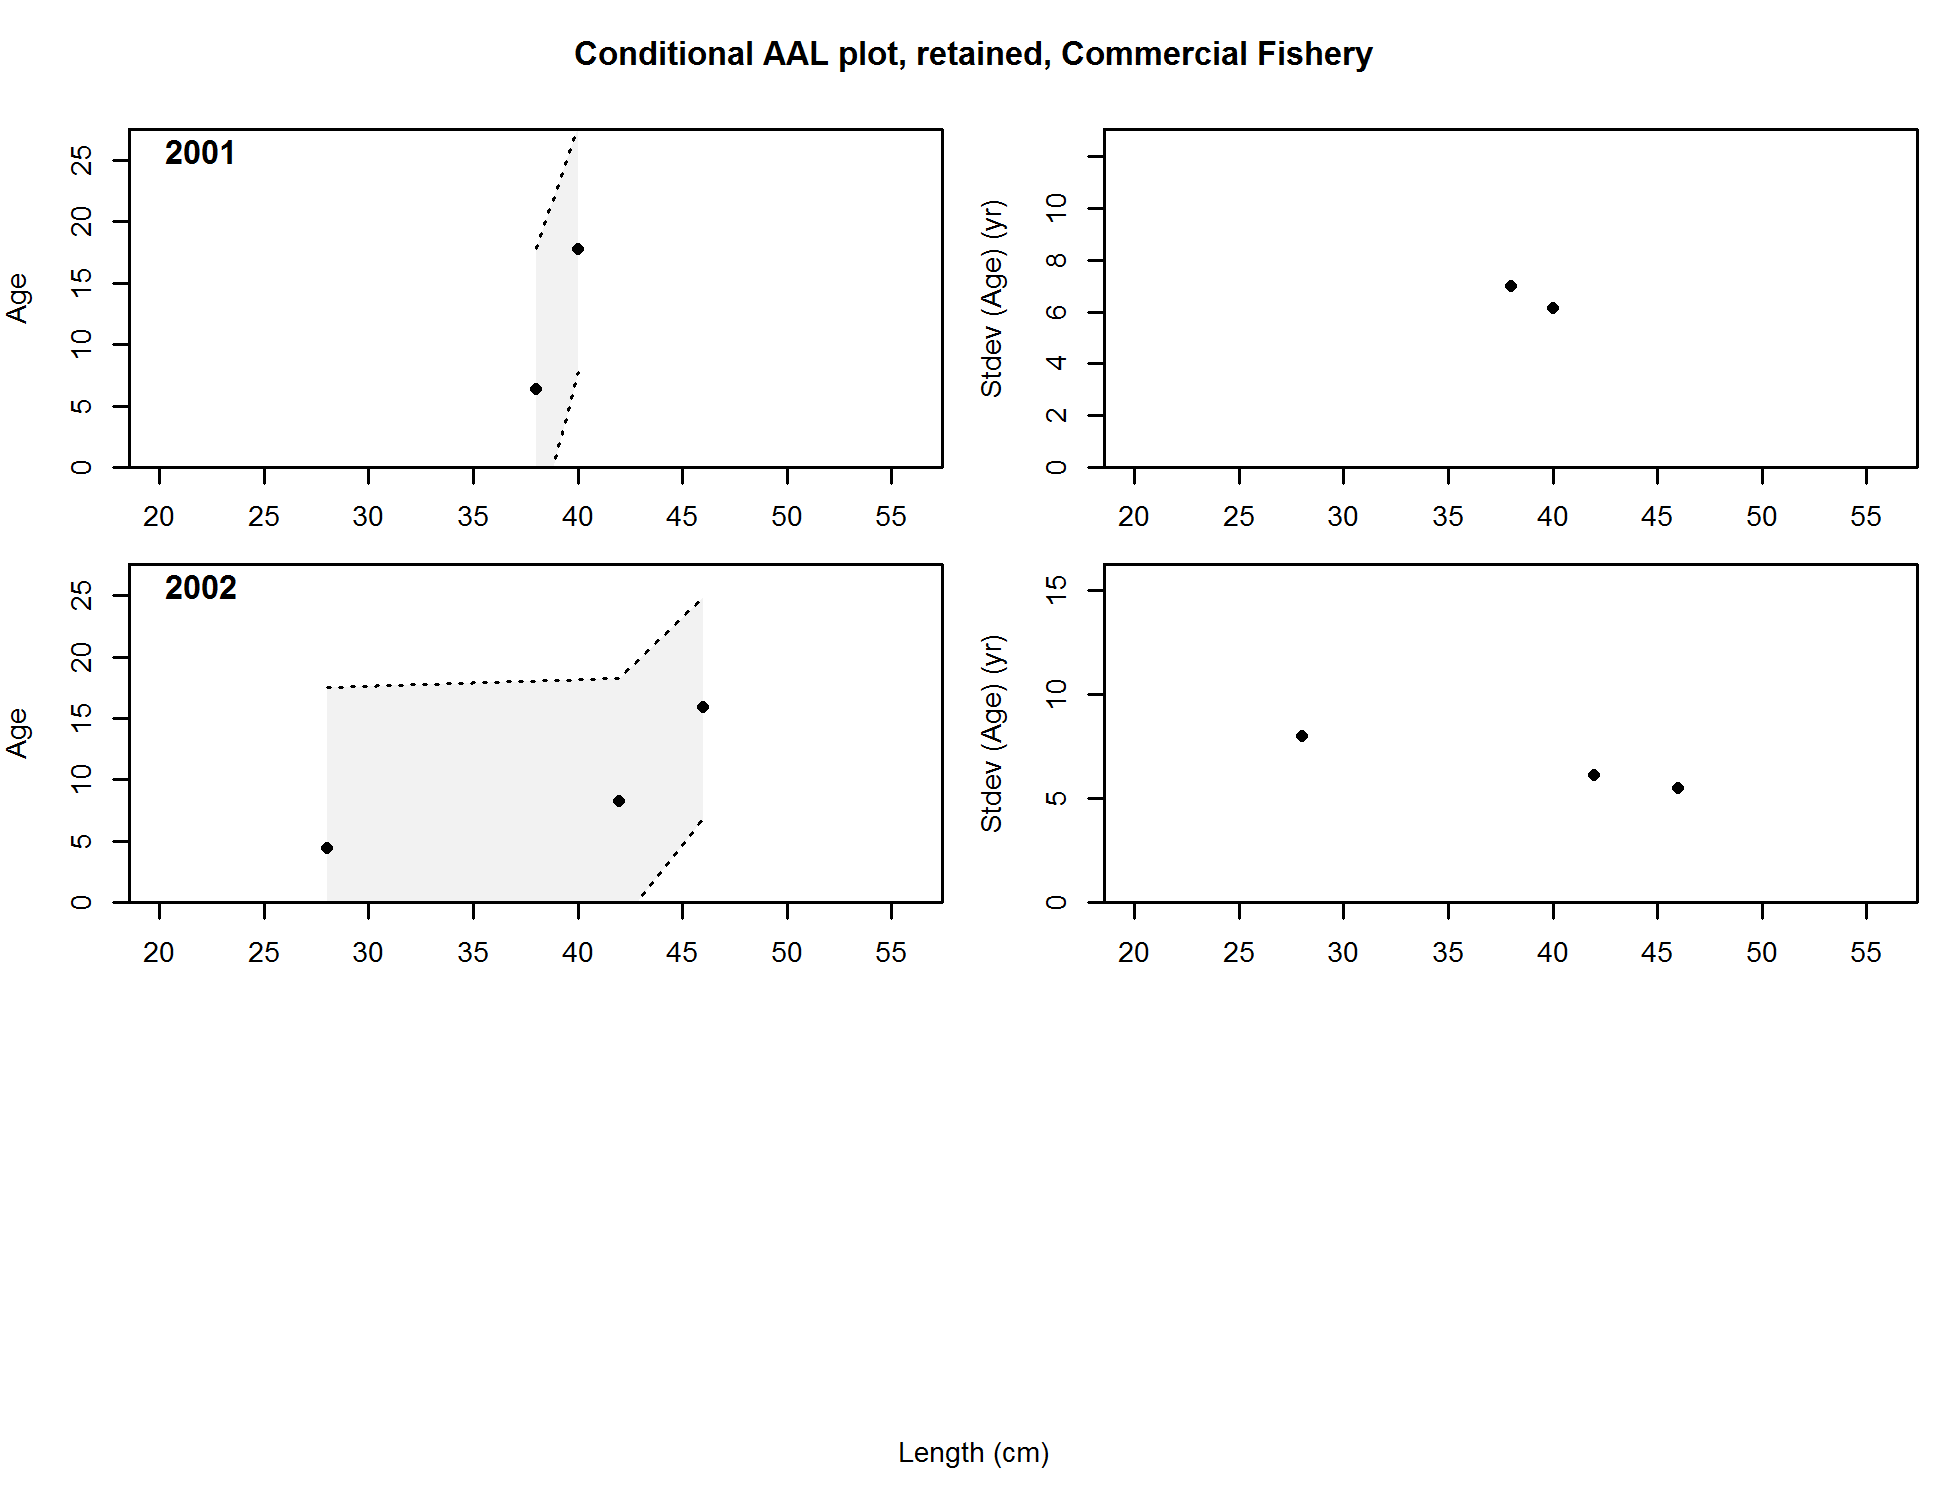 Conditional AAL plot, retained, Commercial Fishery
2001
Age
0 5 10 15 20 25
20 25 30 35 40 45 50 55
Stdev (Age) (yr)
0 2 4 6 8 10
20 25 30 35 40 45 50 55
2002
Age
0 5 10 15 20 25
20 25 30 35 40 45 50 55
Stdev (Age) (yr)
0 5 10 15
20 25 30 35 40 45 50 55
Length (cm)